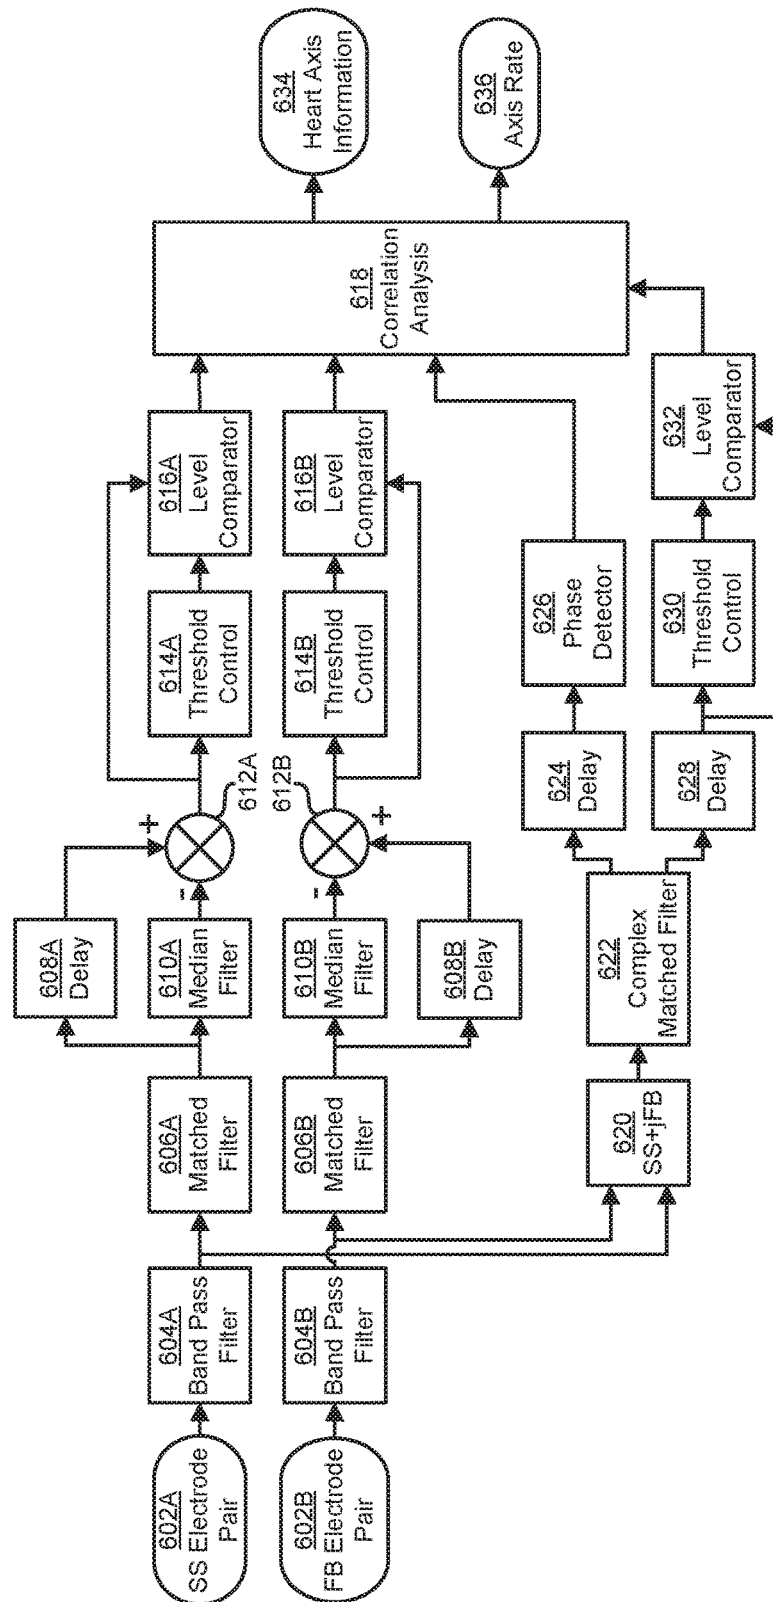 602A
SS Electrode
Pair
604A
Band Pass
Filter
606A
Matched
Filter
608A
Delay
610A
Median
Filter
+
-
612A
614A
Threshold
Control
616A
Level
Comparator
602B
FB Electrode
Pair
604B
Band Pass
Filter
606B
Matched
Filter
610B
Median
Filter
608B
Delay
-
+
612B
614B
Threshold
Control
616B
Level
Comparator
618
Correlation
Analysis
634
Heart Axis
Information
636
Axis Rate
620
SS+jFB
622
Complex
Matched Filter
624
Delay
626
Phase
Detector
628
Delay
630
Threshold
Control
632
Level
Comparator